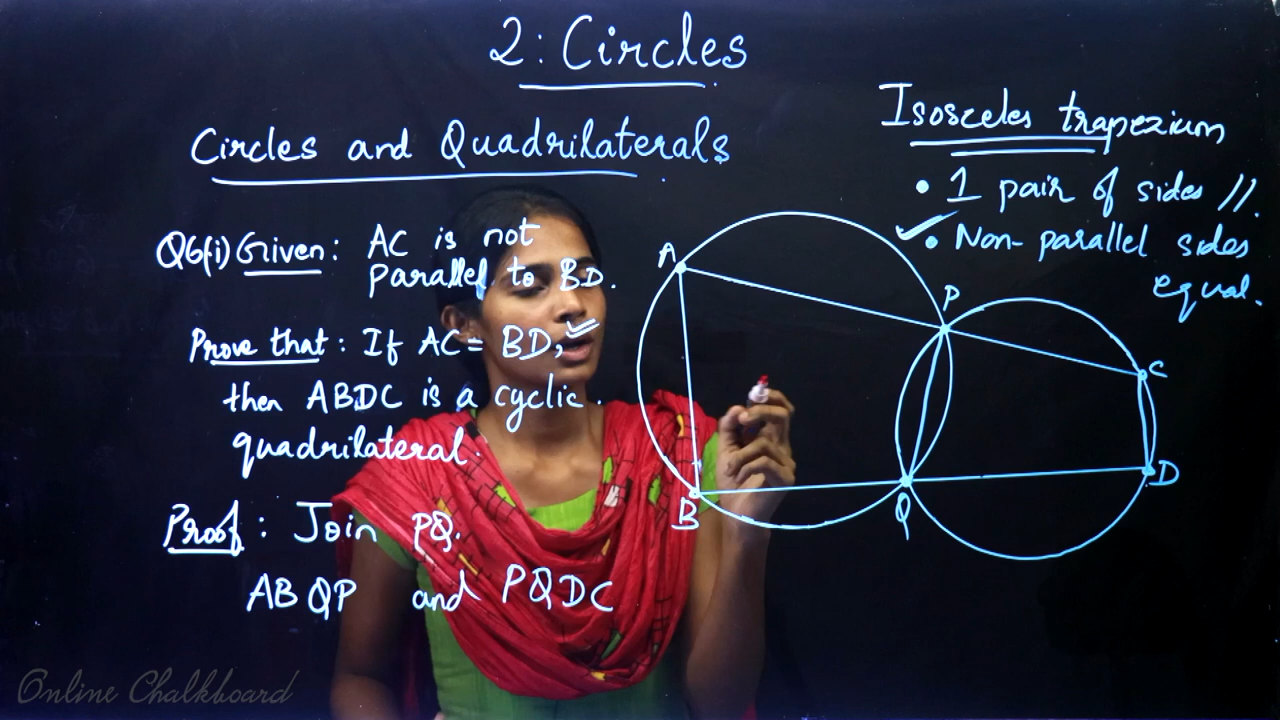 2: Circles
Circles and Quadrilaterals
Q6(i) Given: AC is not
parallel to BD.
Prove that: If AC = BD,
then ABDC is a cyclic
quadrilateral.
Proof: Join PQ.
ABQP and PQDC
Isosceles trapezium
• 1 pair of sides //.
• Non-parallel sides
equal.
A
P
C
B
Q
D
Online Chalkboard